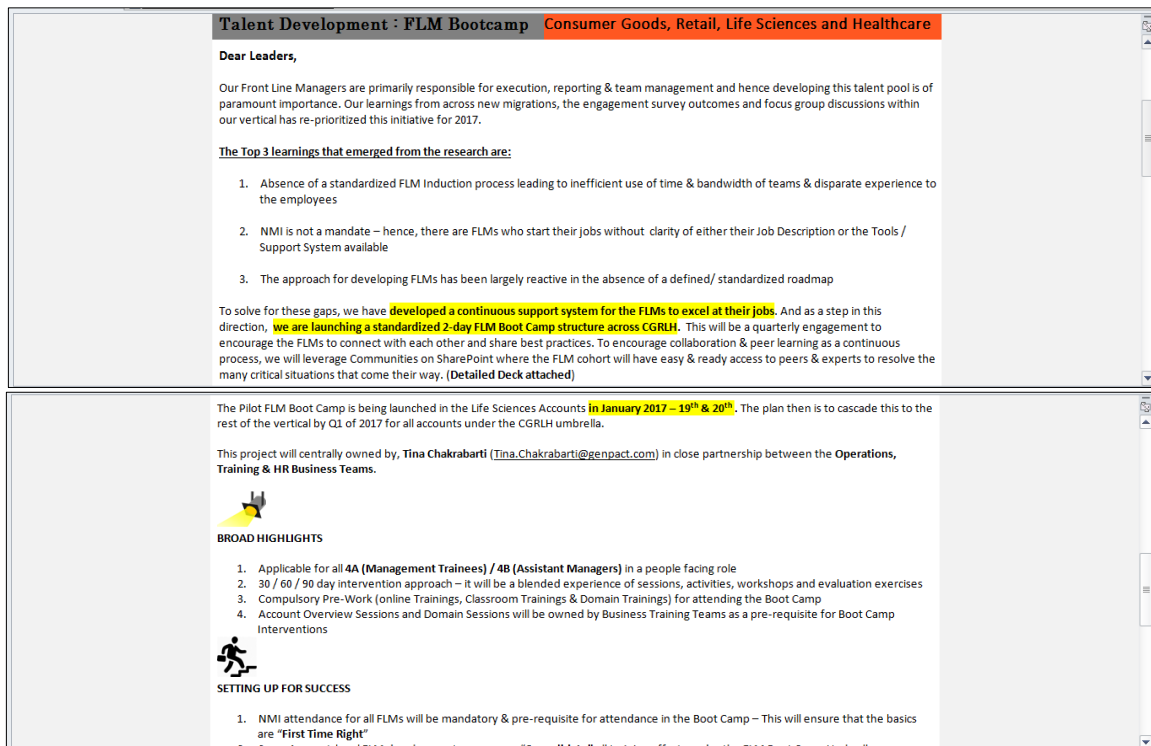 Talent Development : FLM Bootcamp Consumer Goods, Retail, Life Sciences and Healthcare
Dear Leaders,
Our Front Line Managers are primarily responsible for execution, reporting & team management and hence developing this talent pool is of
paramount importance. Our learnings from across new migrations, the engagement survey outcomes and focus group discussions within
our vertical has re-prioritized this initiative for 2017.
The Top 3 learnings that emerged from the research are:
1. Absence of a standardized FLM Induction process leading to inefficient use of time & bandwidth of teams & disparate experience to
the employees
2. NMI is not a mandate – hence, there are FLMs who start their jobs without clarity of either their Job Description or the Tools /
Support System available
3. The approach for developing FLMs has been largely reactive in the absence of a defined/ standardized roadmap
To solve for these gaps, we have developed a continuous support system for the FLMs to excel at their jobs. And as a step in this
direction, we are launching a standardized 2-day FLM Boot Camp structure across CGRLH. This will be a quarterly engagement to
encourage the FLMs to connect with each other and share best practices. To encourage collaboration & peer learning as a continuous
process, we will leverage Communities on SharePoint where the FLM cohort will have easy & ready access to peers & experts to resolve the
many critical situations that come their way. (Detailed Deck attached)
The Pilot FLM Boot Camp is being launched in the Life Sciences Accounts in January 2017 – 19th & 20th . The plan then is to cascade this to the
rest of the vertical by Q1 of 2017 for all accounts under the CGRLH umbrella.
This project will centrally owned by, Tina Chakrabarti (Tina.Chakrabarti@genpact.com) in close partnership between the Operations,
Training & HR Business Teams.
BROAD HIGHLIGHTS
1. Applicable for all 4A (Management Trainees) / 4B (Assistant Managers) in a people facing role
2. 30 / 60 / 90 day intervention approach – it will be a blended experience of sessions, activities, workshops and evaluation exercises
3. Compulsory Pre-Work (online Trainings, Classroom Trainings & Domain Trainings) for attending the Boot Camp
4. Account Overview Sessions and Domain Sessions will be owned by Business Training Teams as a pre-requisite for Boot Camp
Interventions
SETTING UP FOR SUCCESS
1. NMI attendance for all FLMs will be mandatory & pre-requisite for attendance in the Boot Camp – This will ensure that the basics
are "First Time Right"